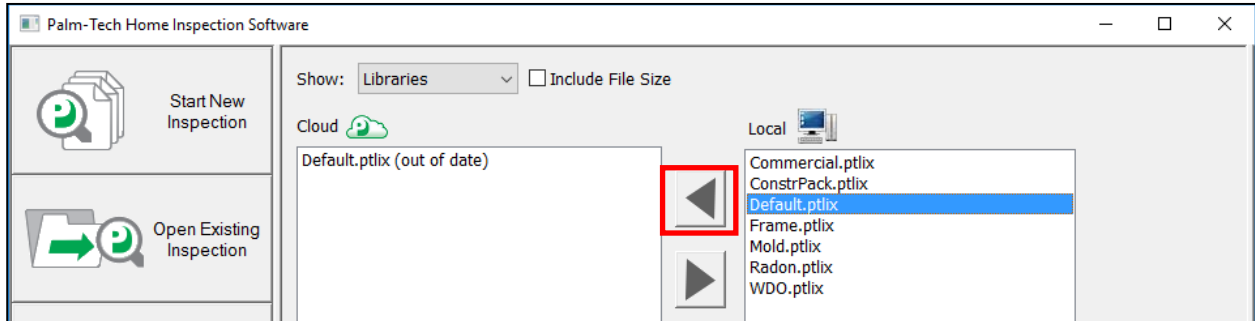 Palm-Tech Home Inspection Software
Start New
Inspection
Open Existing
Inspection
Show: Libraries Include File Size
Cloud
Default.ptlix (out of date)
Local
Commercial.ptlix
ConstrPack.ptlix
Default.ptlix
Frame.ptlix
Mold.ptlix
Radon.ptlix
WDO.ptlix